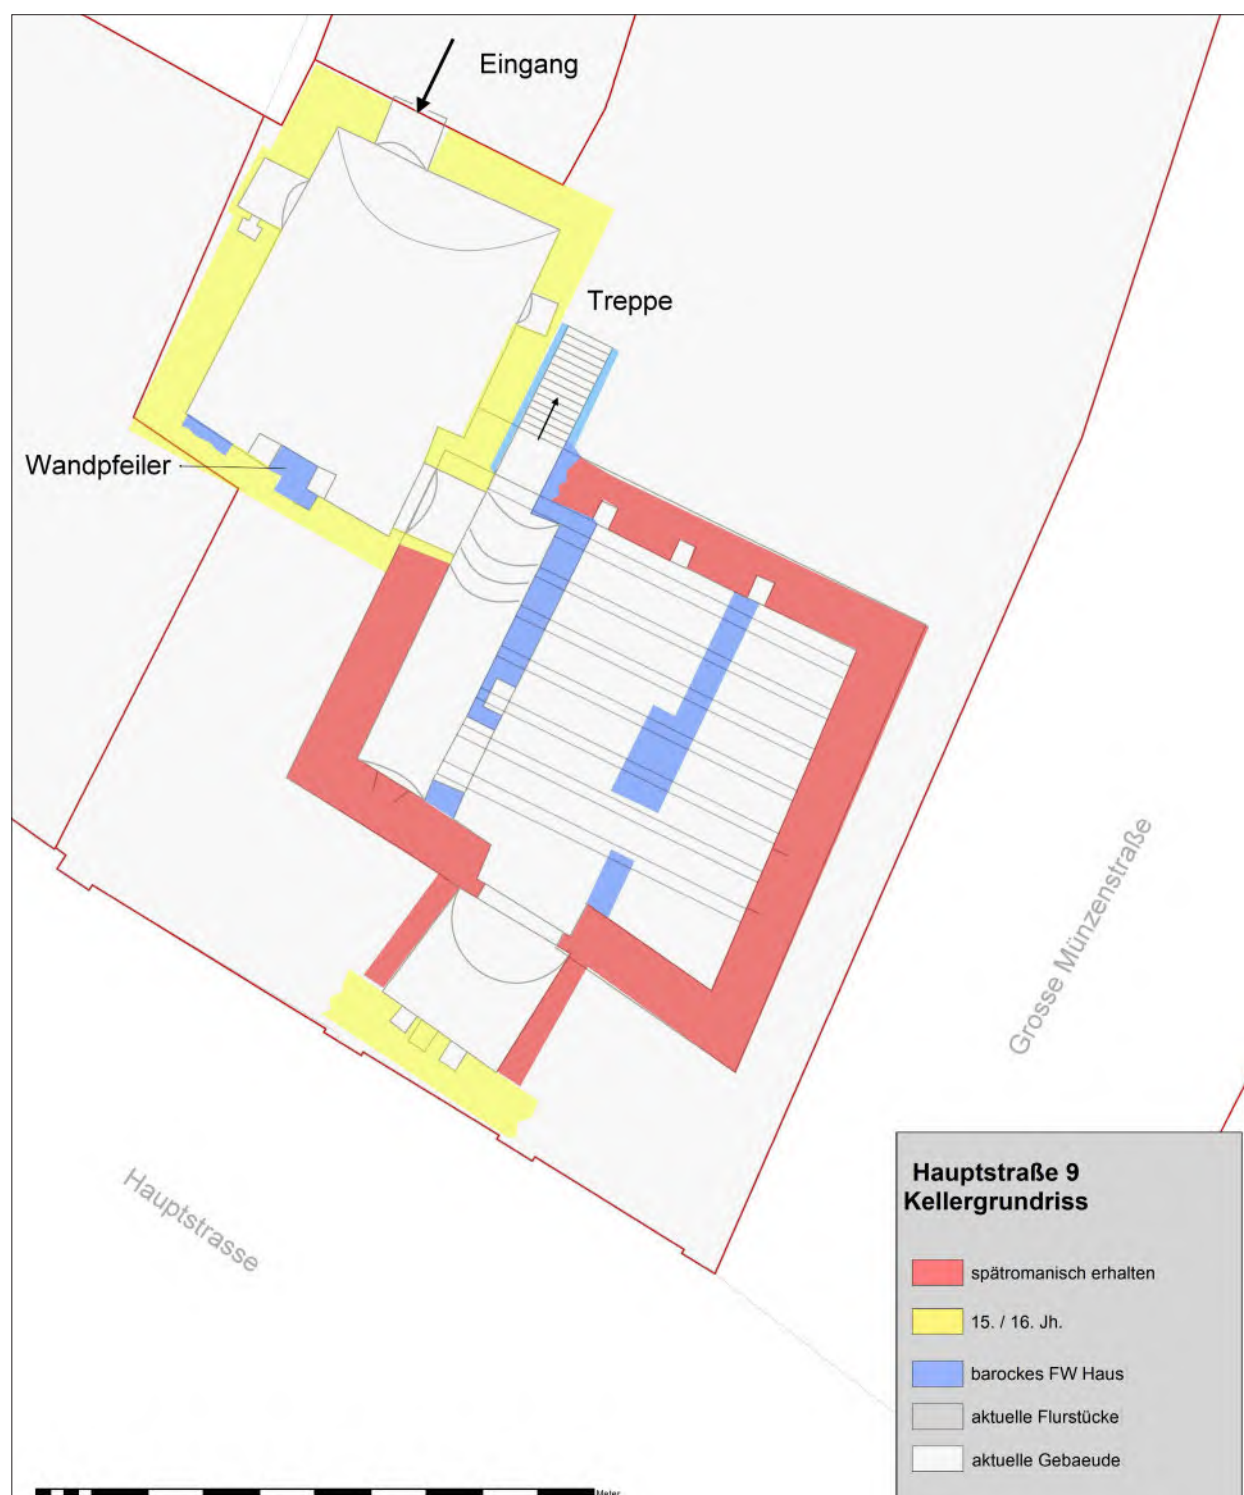 Eingang
Treppe
Wandpfeiler
Grosse Münzenstraße
Hauptstrasse
Hauptstraße 9
Kellergrundriss
spätromanisch erhalten
15. / 16. Jh.
barockes FW Haus
aktuelle Flurstücke
aktuelle Gebaeude
Meter